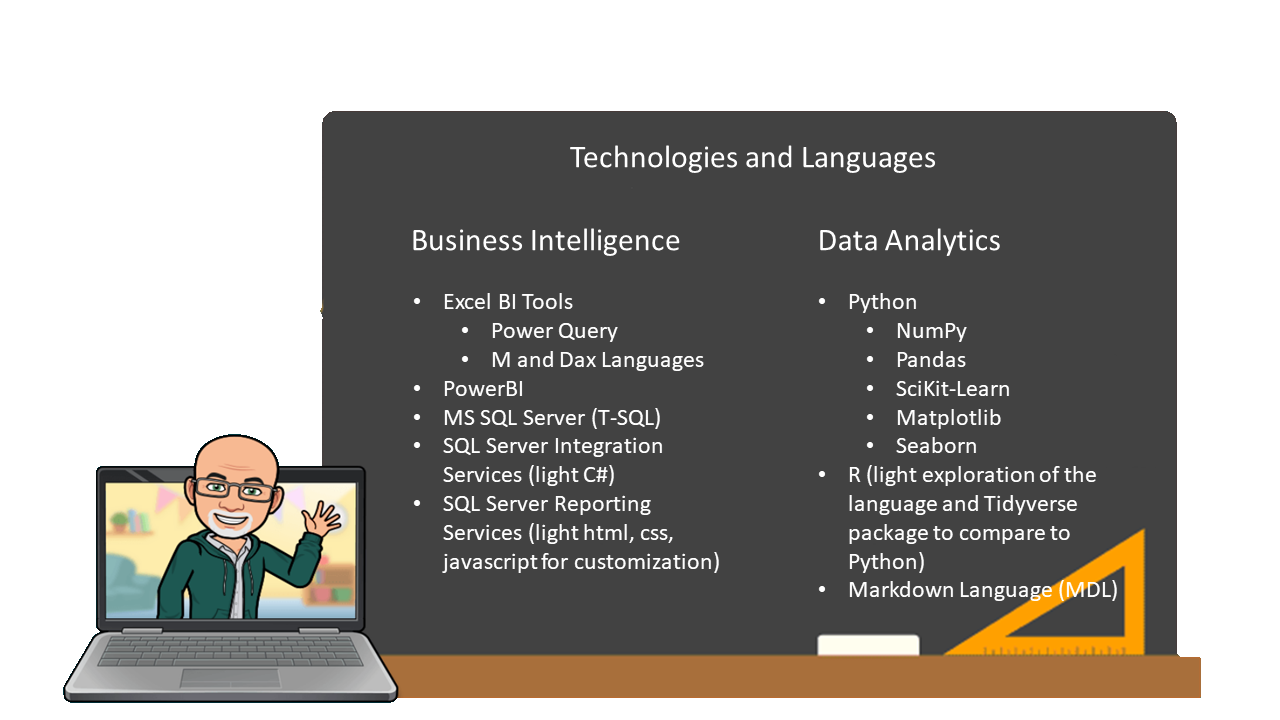 Technologies and Languages
Business Intelligence
• Excel BI Tools
• Power Query
• M and Dax Languages
• PowerBI
• MS SQL Server (T-SQL)
• SQL Server Integration
Services (light C#)
• SQL Server Reporting
Services (light html, css,
javascript for customization)
Data Analytics
• Python
• NumPy
• Pandas
• SciKit-Learn
• Matplotlib
• Seaborn
• R (light exploration of the
language and Tidyverse
package to compare to
Python)
• Markdown Language (MDL)